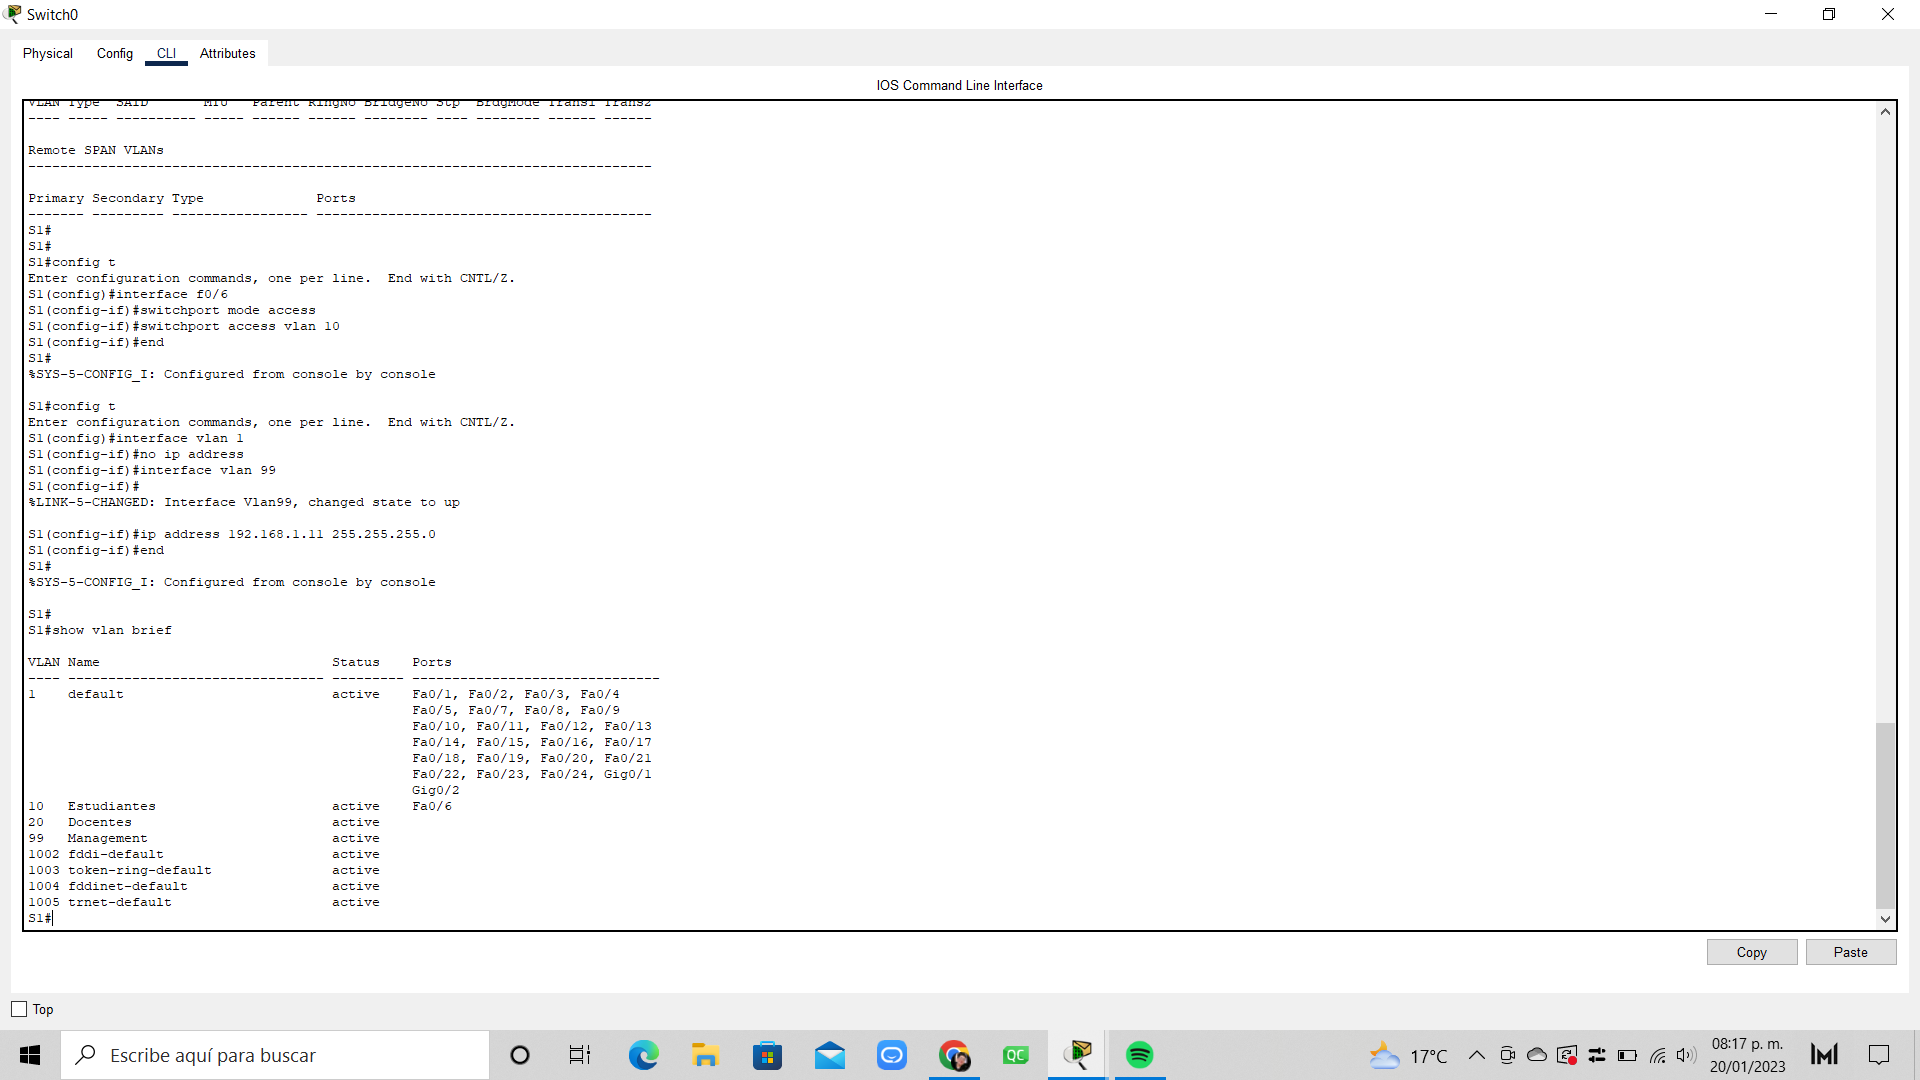 Switch0
Physical Config CLI Attributes
IOS Command Line Interface
VLAN Type SAID MTU Parent RingNo BridgeNo Stp BrdgMode Trans1 Trans2
---- ----- ---------- ----- ------ ------ -------- ---- -------- ------ ------
Remote SPAN VLANs
------------------------------------------------------------------------------
Primary Secondary Type Ports
------- --------- ----------------- ------------------------------------------
S1#
S1#
S1#config t
Enter configuration commands, one per line. End with CNTL/Z.
S1(config)#interface f0/6
S1(config-if)#switchport mode access
S1(config-if)#switchport access vlan 10
S1(config-if)#end
S1#
%SYS-5-CONFIG_I: Configured from console by console
S1#config t
Enter configuration commands, one per line. End with CNTL/Z.
S1(config)#interface vlan 1
S1(config-if)#no ip address
S1(config-if)#interface vlan 99
S1(config-if)#
%LINK-5-CHANGED: Interface Vlan99, changed state to up
S1(config-if)#ip address 192.168.1.11 255.255.255.0
S1(config-if)#end
S1#
%SYS-5-CONFIG_I: Configured from console by console
S1#
S1#show vlan brief
VLAN Name Status Ports
---- -------------------------------- --------- -------------------------------
1 default active Fa0/1, Fa0/2, Fa0/3, Fa0/4
Fa0/5, Fa0/7, Fa0/8, Fa0/9
Fa0/10, Fa0/11, Fa0/12, Fa0/13
Fa0/14, Fa0/15, Fa0/16, Fa0/17
Fa0/18, Fa0/19, Fa0/20, Fa0/21
Fa0/22, Fa0/23, Fa0/24, Gig0/1
Gig0/2
10 Estudiantes active Fa0/6
20 Docentes active
99 Management active
1002 fddi-default active
1003 token-ring-default active
1004 fddinet-default active
1005 trnet-default active
S1#
Copy Paste
Top
Escribe aquí para buscar
QC
17°C
08:17 p. m.
20/01/2023